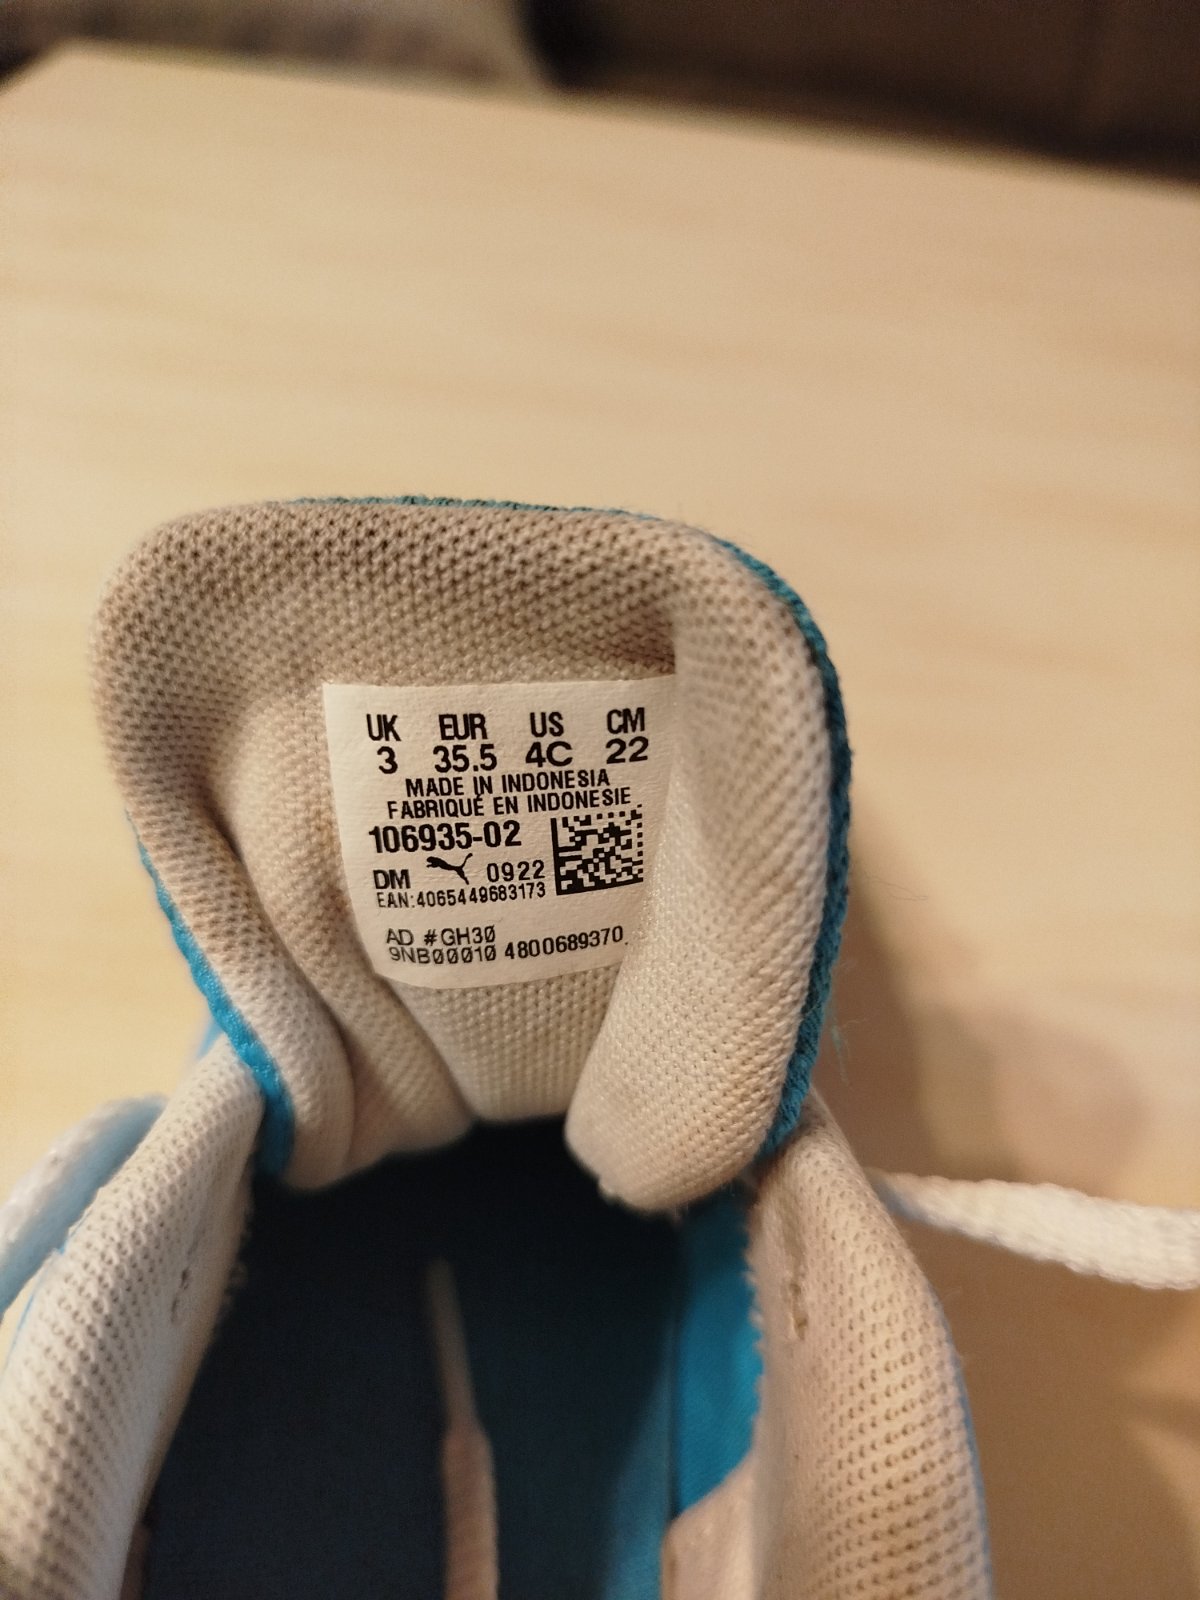 UK EUR US CM
3 35.5 4C 22
MADE IN INDONESIA
FABRIQUÉ EN INDONESIE
106935-02
DM 0922
EAN:4065449683173
AD #GH30
9NB00010 4800689370